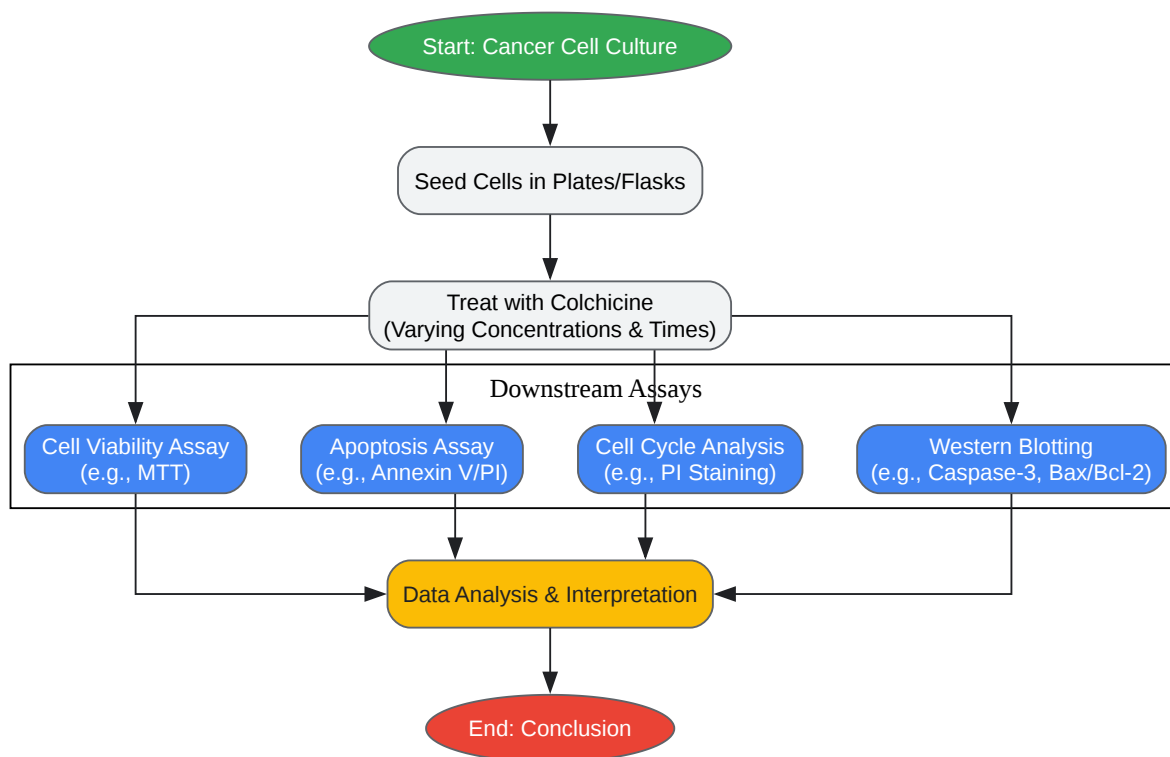 Start: Cancer Cell Culture
Seed Cells in Plates/Flasks
Treat with Colchicine
(Varying Concentrations & Times)
Downstream Assays
Cell Viability Assay
(e.g., MTT)
Apoptosis Assay
(e.g., Annexin V/PI)
Cell Cycle Analysis
(e.g., PI Staining)
Western Blotting
(e.g., Caspase-3, Bax/Bcl-2)
Data Analysis & Interpretation
End: Conclusion